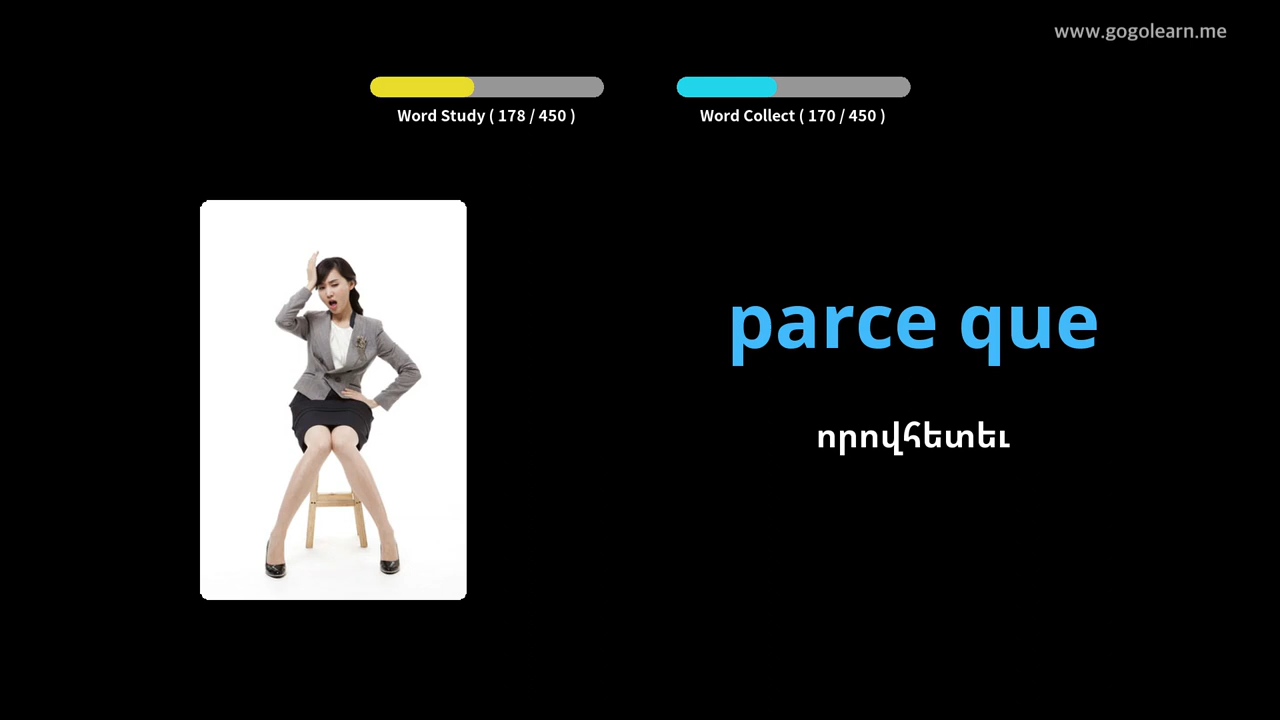 www.gogolearn.me
Word Study ( 178 / 450 )
Word Collect ( 170 / 450 )
parce que
որովհետեւ